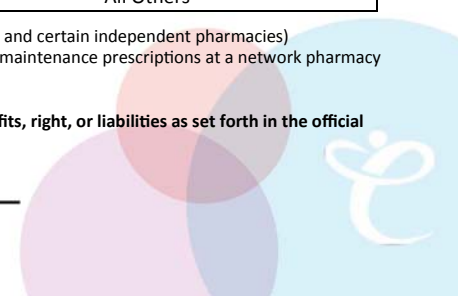 All Others
and certain independent pharmacies)
maintenance prescriptions at a network pharmacy
fits, right, or liabilities as set forth in the official